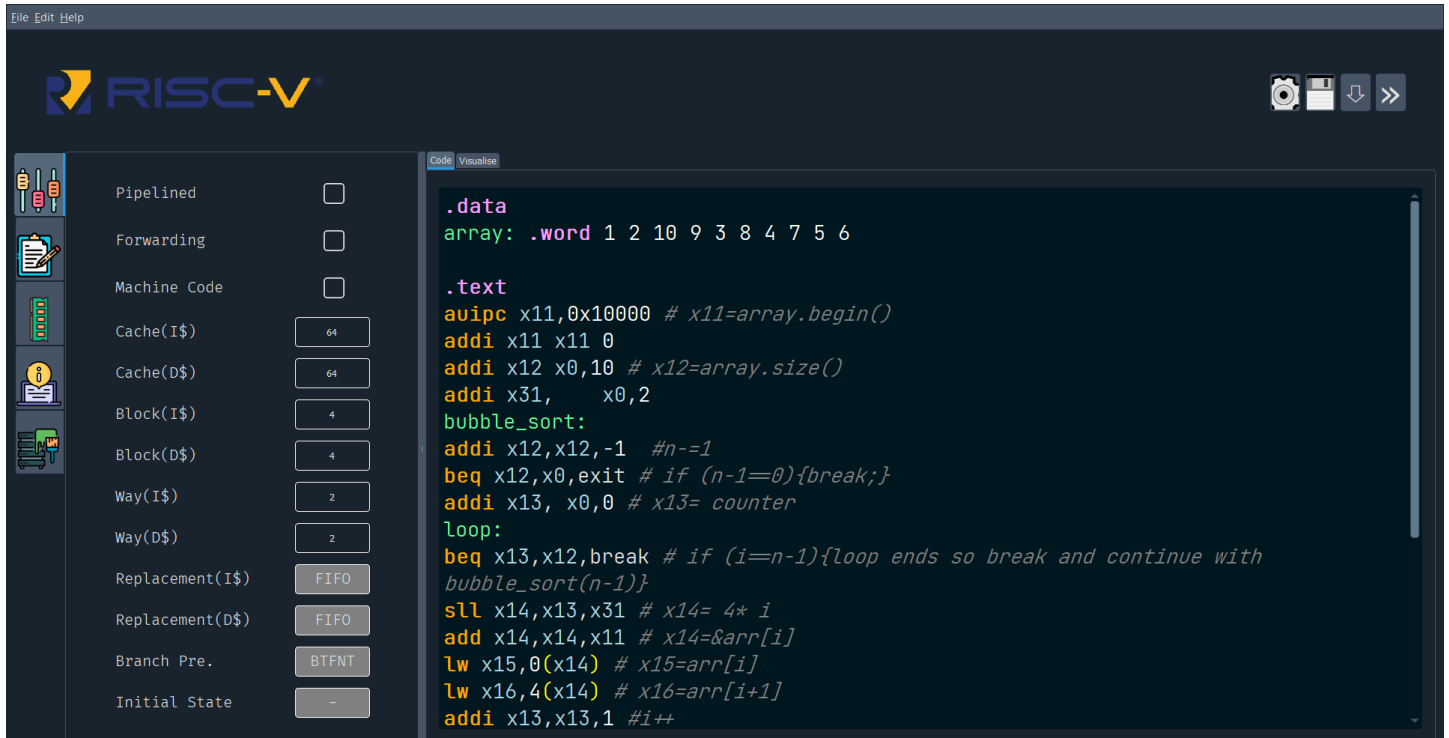 File Edit Help
RISC-V®
Code Visualise
Pipelined
Forwarding
Machine Code
Cache(I$) 64
Cache(D$) 64
Block(I$) 4
Block(D$) 4
Way(I$) 2
Way(D$) 2
Replacement(I$) FIFO
Replacement(D$) FIFO
Branch Pre. BTFNT
Initial State -
.data
array: .word 1 2 10 9 3 8 4 7 5 6
.text
auipc x11,0x10000 # x11=array.begin()
addi x11 x11 0
addi x12 x0,10 # x12=array.size()
addi x31,    x0,2
bubble_sort:
addi x12,x12,-1  #n-=1
beq x12,x0,exit # if (n-1==0){break;}
addi x13, x0,0 # x13= counter
loop:
beq x13,x12,break # if (i==n-1){loop ends so break and continue with
bubble_sort(n-1)}
sll x14,x13,x31 # x14= 4* i
add x14,x14,x11 # x14=&arr[i]
lw x15,0(x14) # x15=arr[i]
lw x16,4(x14) # x16=arr[i+1]
addi x13,x13,1 #i++